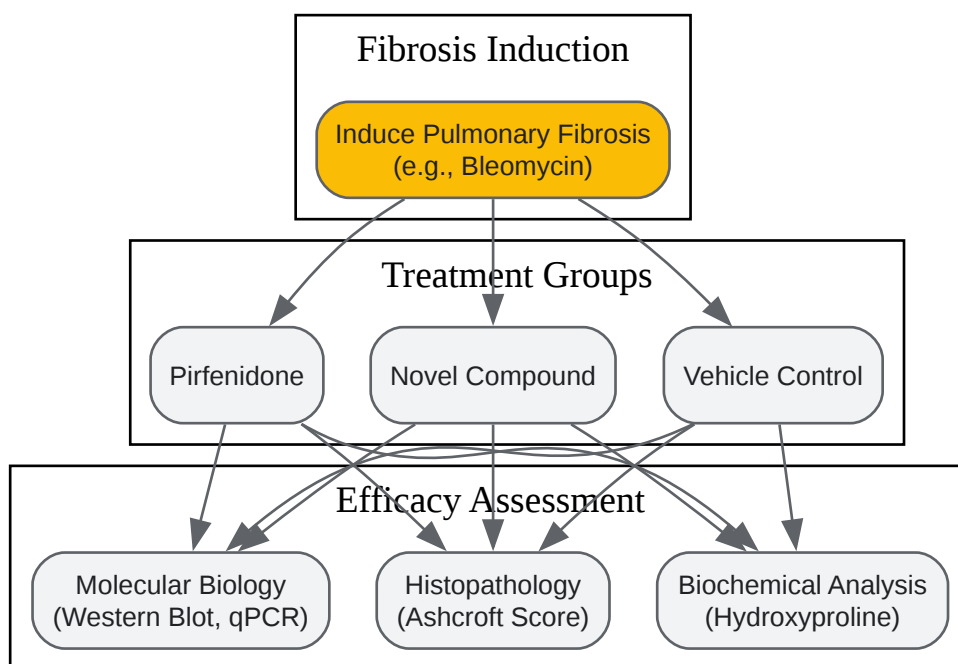 Fibrosis Induction
Induce Pulmonary Fibrosis
(e.g., Bleomycin)
Treatment Groups
Pirfenidone
Novel Compound
Vehicle Control
Efficacy Assessment
Molecular Biology
(Western Blot, qPCR)
Histopathology
(Ashcroft Score)
Biochemical Analysis
(Hydroxyproline)